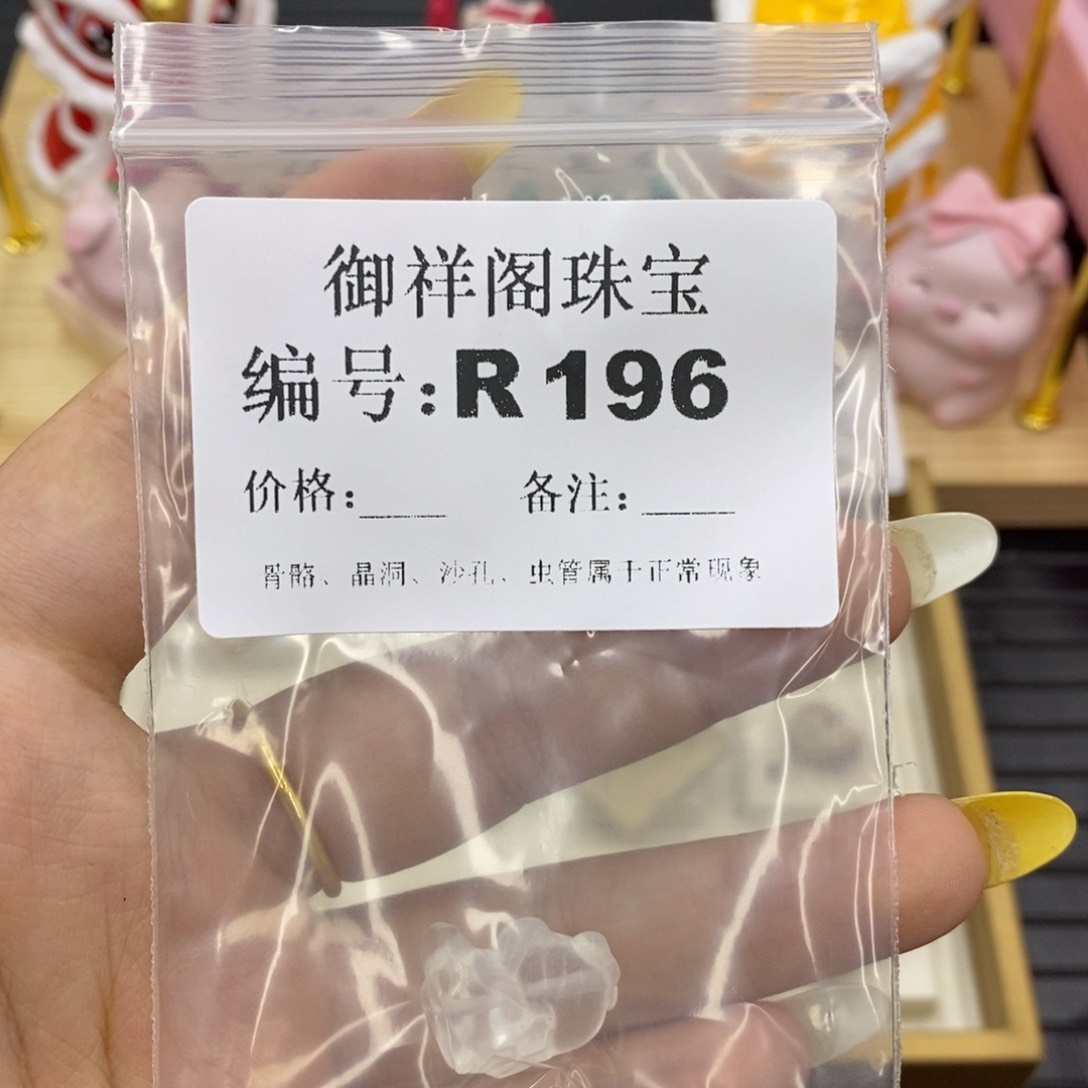 御祥阁珠宝
编号:R196
价格:____ 备注:____
骨骼、晶洞、沙孔、虫管属于正常现象